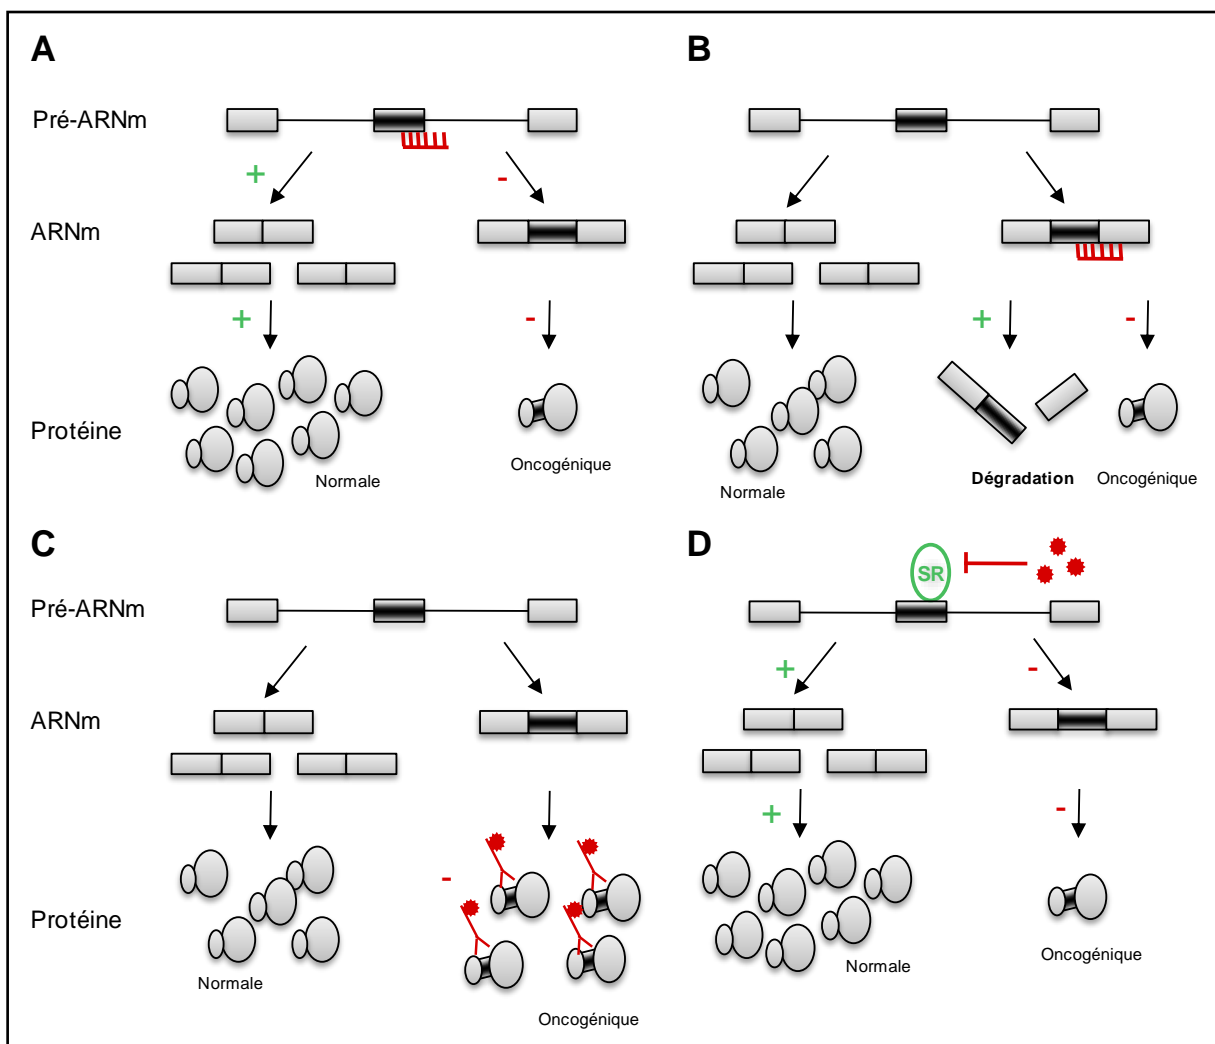 A
B
Pré-ARNm
+
-
ARNm
+
-
+
-
Protéine
Oncogénique
Normale
Dégradation
Oncogénique
Normale
C
D
SR
Pré-ARNm
+
-
ARNm
+
-
-
Protéine
Normale
Oncogénique
Normale
Oncogénique